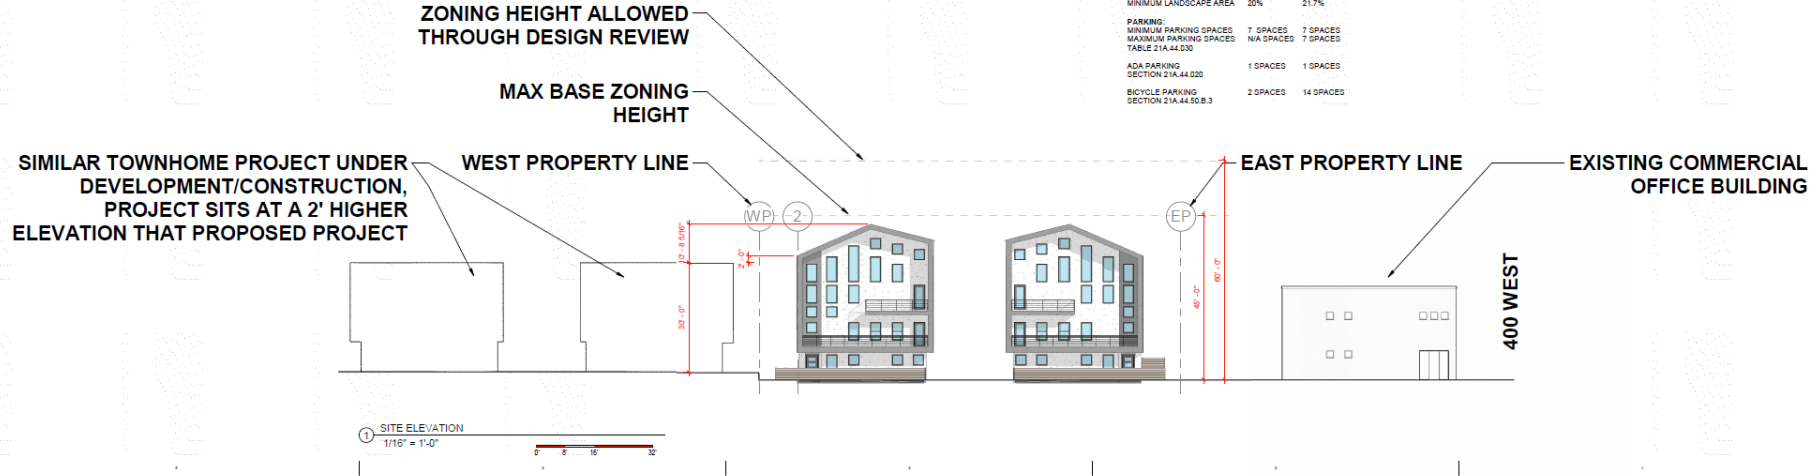 MINIMUM LANDSCAPE AREA 20% 21.7%
PARKING:
MINIMUM PARKING SPACES 7 SPACES 7 SPACES
MAXIMUM PARKING SPACES N/A SPACES 7 SPACES
TABLE 21A.44.030
ADA PARKING 1 SPACES 1 SPACES
SECTION 21A.44.020
BICYCLE PARKING 2 SPACES 14 SPACES
SECTION 21A.44.50.B.3
ZONING HEIGHT ALLOWED
THROUGH DESIGN REVIEW
MAX BASE ZONING
HEIGHT
SIMILAR TOWNHOME PROJECT UNDER
DEVELOPMENT/CONSTRUCTION,
PROJECT SITS AT A 2' HIGHER
ELEVATION THAT PROPOSED PROJECT
WEST PROPERTY LINE
EAST PROPERTY LINE
EXISTING COMMERCIAL
OFFICE BUILDING
WP
2
EP
10' - 8 5/16"
2' - 0"
30' - 0"
45' - 0"
60' - 0"
400 WEST
1
SITE ELEVATION
1/16" = 1'-0"
0' 8' 16' 32'